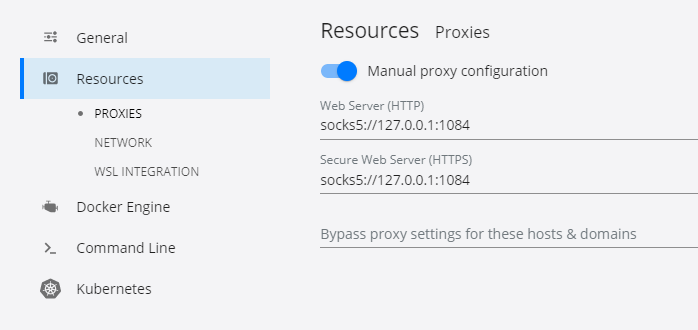 General
Resources
PROXIES
NETWORK
WSL INTEGRATION
Docker Engine
Command Line
Kubernetes
Resources Proxies
Manual proxy configuration
Web Server (HTTP)
socks5://127.0.0.1:1084
Secure Web Server (HTTPS)
socks5://127.0.0.1:1084
Bypass proxy settings for these hosts & domains